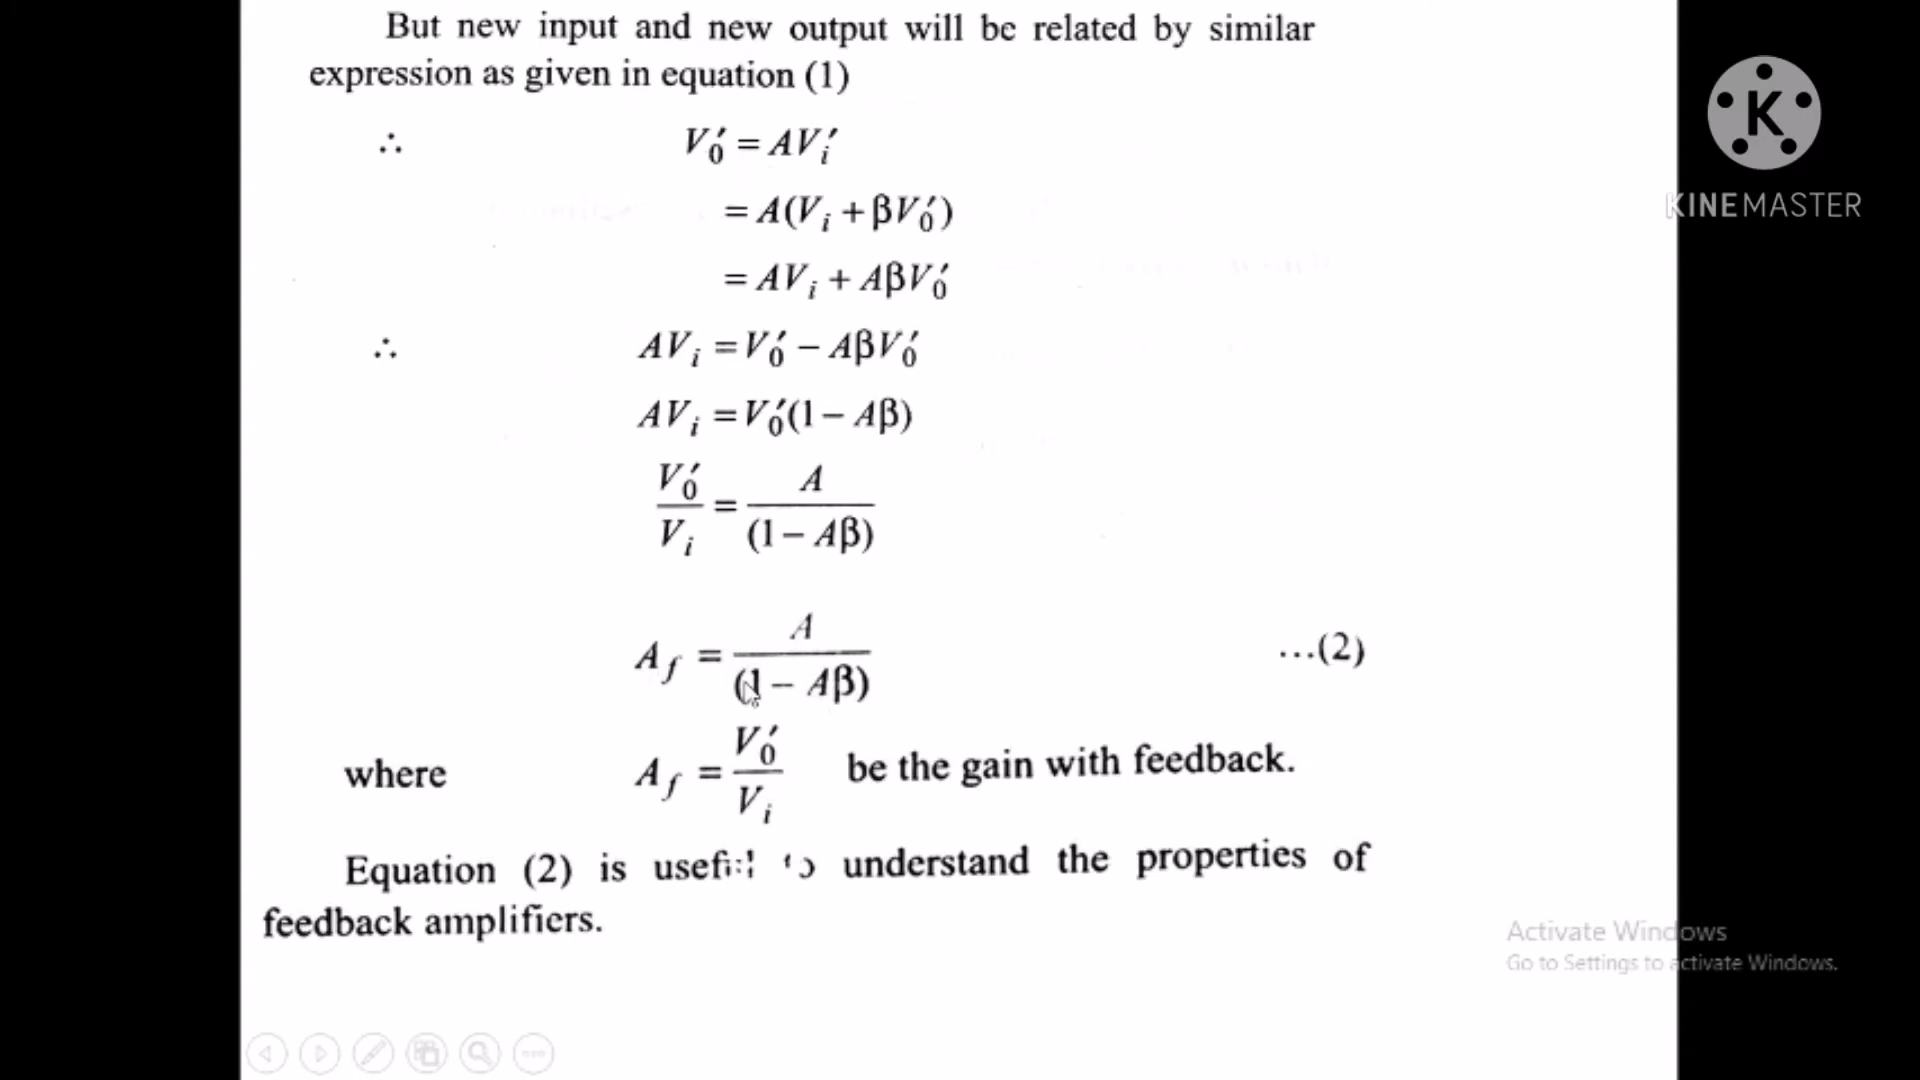 But new input and new output will be related by similar
expression as given in equation (1)
∴ V₀′ = AVᵢ′
= A(Vᵢ + βV₀′)
= AVᵢ + AβV₀′
∴ AVᵢ = V₀′ − AβV₀′
AVᵢ = V₀′(1 − Aβ)
V₀′/Vᵢ = A/(1 − Aβ)
A_f = A/(1 − Aβ) ...(2)
where A_f = V₀′/Vᵢ be the gain with feedback.
Equation (2) is understand the properties of
feedback amplifiers.
K
KINEMASTER
Activate Windows
Go to Settings to activate Windows.